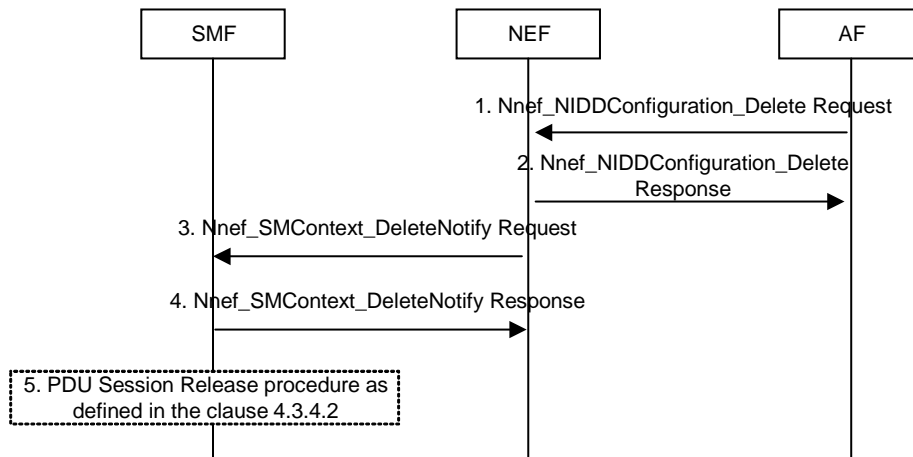 SMF
NEF
AF
1. Nnef_NIDDConfiguration_Delete Request
2. Nnef_NIDDConfiguration_Delete
Response
3. Nnef_SMContext_DeleteNotify Request
4. Nnef_SMContext_DeleteNotify Response
5. PDU Session Release procedure as
defined in the clause 4.3.4.2